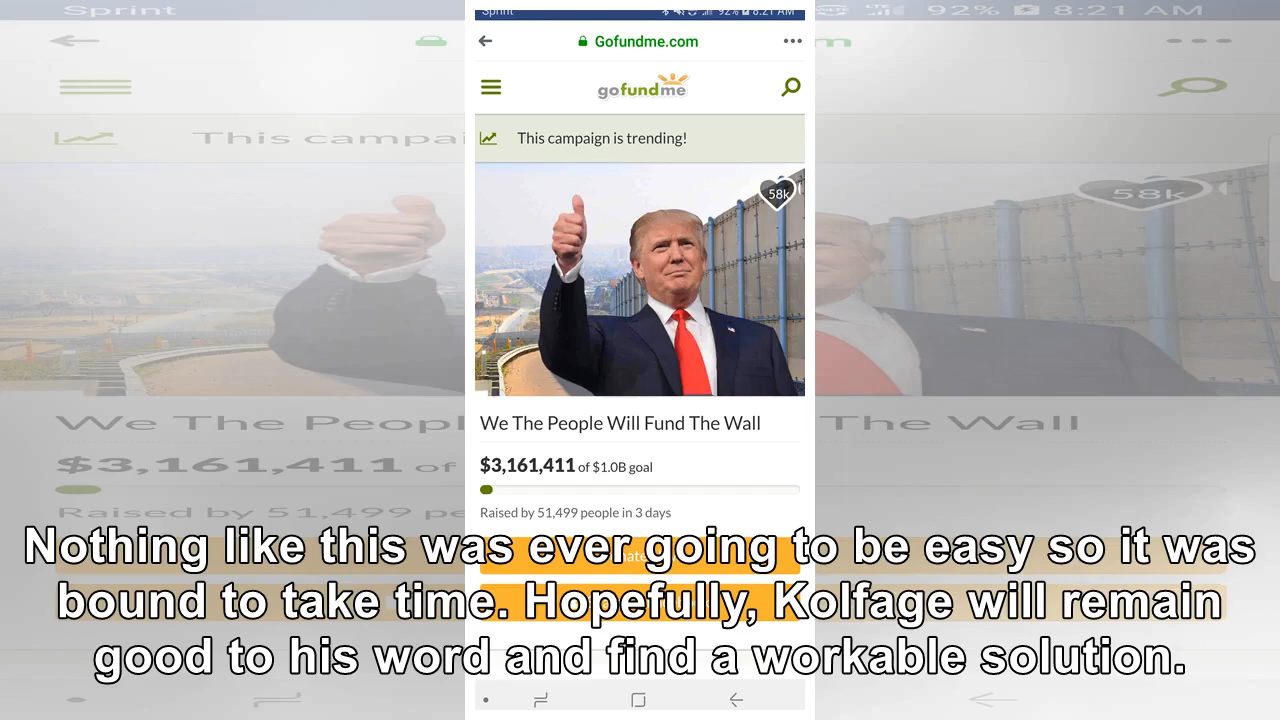 Sprint
92% 8:21 AM
Gofundme.com
gofundme
This campaign is trending!
58k
We The People Will Fund The Wall
$3,161,411 of $1.0B goal
Raised by 51,499 people in 3 days
Nothing like this was ever going to be easy so it was
bound to take time. Hopefully, Kolfage will remain
good to his word and find a workable solution.